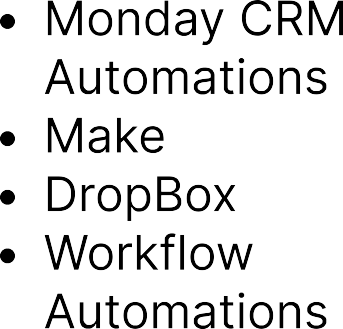 • Monday CRM
Automations
• Make
• DropBox
• Workflow
Automations